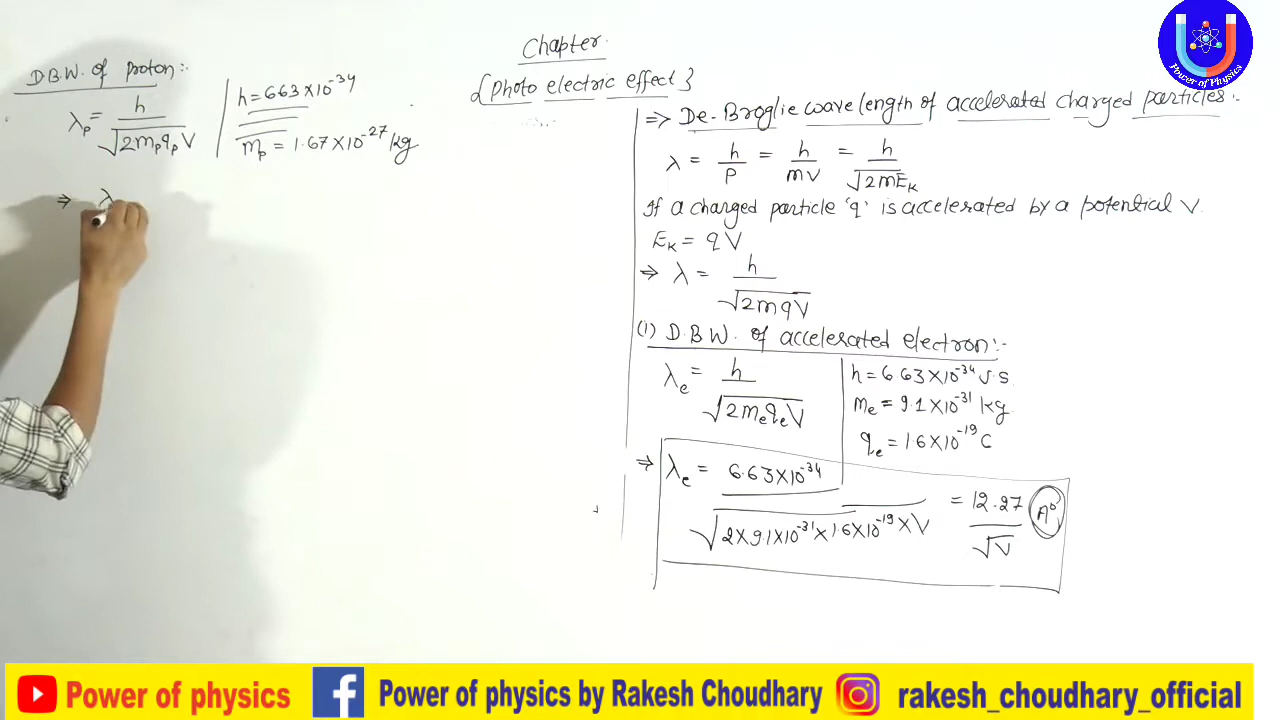 Chapter.
{Photo electric effect}
D.B.W. of proton:-
λp = h / √2mpqpV
h = 6.63×10^-34
mp = 1.67×10^-27 kg
⇒ λ
⇒ De-Broglie wave length of accelerated charged particles:-
λ = h/P = h/mv = h/√2mEK
If a charged particle 'q' is accelerated by a potential V.
EK = qV
⇒ λ = h / √2mqV
(1) D.B.W. of accelerated electron:-
λe = h / √2meqeV
h = 6.63×10^-34 J.S.
me = 9.1×10^-31 kg
qe = 1.6×10^-19 C
⇒ λe = 6.63×10^-34 / √2×9.1×10^-31×1.6×10^-19×V = 12.27/√V A°
Power of Physics
Power of physics
Power of physics by Rakesh Choudhary
rakesh_choudhary_official